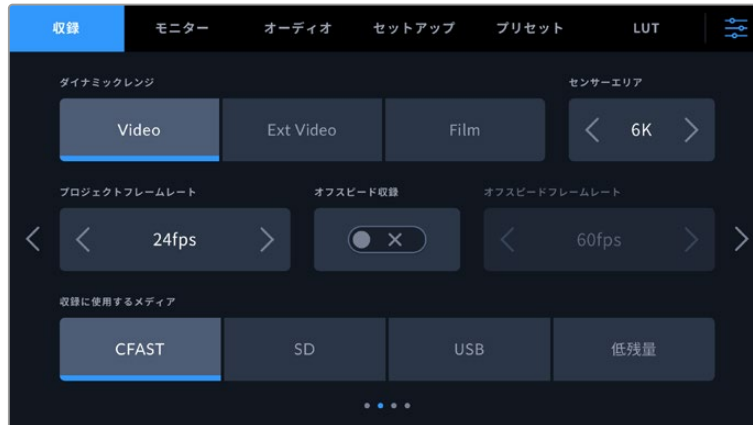 収録 モニター オーディオ セットアップ プリセット LUT
ダイナミックレンジ センサーエリア
Video Ext Video Film 6K
プロジェクトフレームレート オフスピード収録 オフスピードフレームレート
24fps 60fps
収録に使用するメディア
CFAST SD USB 低残量